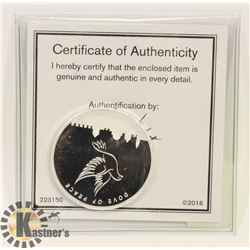 Certificate of Authenticity
I hereby certify that the enclosed item is
genuine and authentic in every detail.
Authentification by:
DOVE OF PEACE
223150
©2016
Kastner's